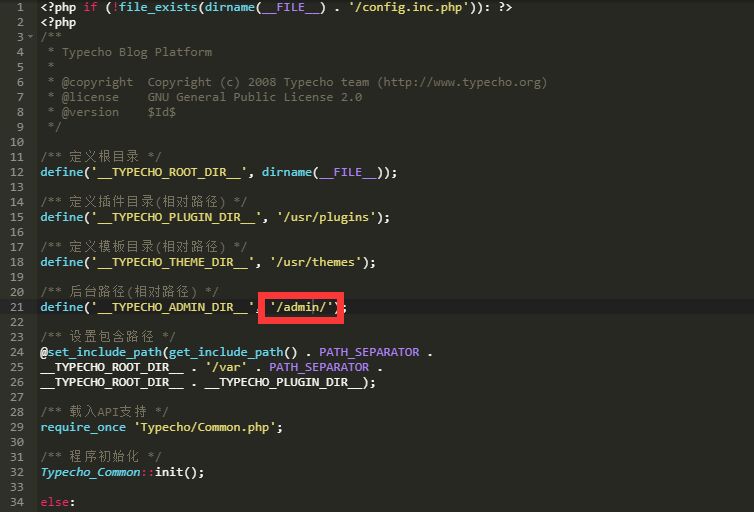 1 <?php if (!file_exists(dirname(__FILE__) . '/config.inc.php')): ?>
2 <?php
3 /**
4  * Typecho Blog Platform
5  *
6  * @copyright  Copyright (c) 2008 Typecho team (http://www.typecho.org)
7  * @license    GNU General Public License 2.0
8  * @version    $Id$
9  */
10
11 /** 定义根目录 */
12 define('__TYPECHO_ROOT_DIR__', dirname(__FILE__));
13
14 /** 定义插件目录(相对路径) */
15 define('__TYPECHO_PLUGIN_DIR__', '/usr/plugins');
16
17 /** 定义模板目录(相对路径) */
18 define('__TYPECHO_THEME_DIR__', '/usr/themes');
19
20 /** 后台路径(相对路径) */
21 define('__TYPECHO_ADMIN_DIR__', '/admin/');
22
23 /** 设置包含路径 */
24 @set_include_path(get_include_path() . PATH_SEPARATOR .
25 __TYPECHO_ROOT_DIR__ . '/var' . PATH_SEPARATOR .
26 __TYPECHO_ROOT_DIR__ . __TYPECHO_PLUGIN_DIR__);
27
28 /** 载入API支持 */
29 require_once 'Typecho/Common.php';
30
31 /** 程序初始化 */
32 Typecho_Common::init();
33
34 else: